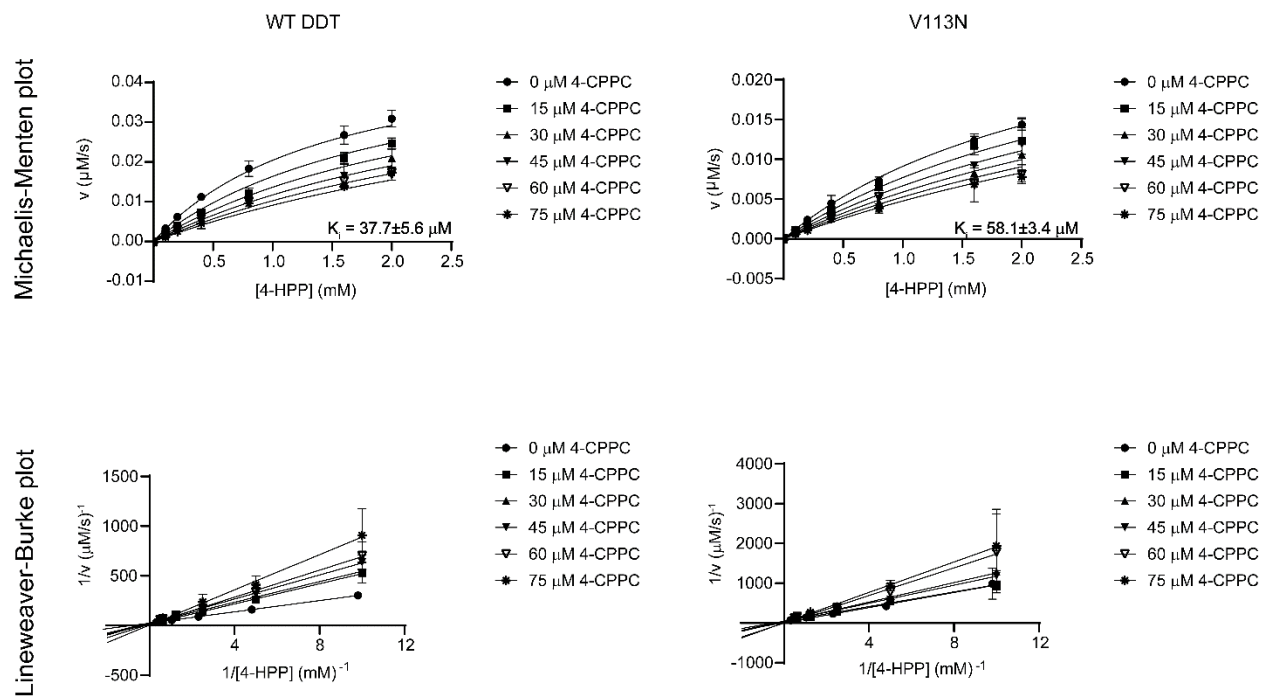 WT DDT
V113N
Michaelis-Menten plot
v (μM/s)
0.04
0.03
0.02
0.01
0.00
-0.01
0.5
1.0
1.5
2.0
2.5
[4-HPP] (mM)
Ki = 37.7±5.6 μM
0 μM 4-CPPC
15 μM 4-CPPC
30 μM 4-CPPC
45 μM 4-CPPC
60 μM 4-CPPC
75 μM 4-CPPC
v (μM/s)
0.020
0.015
0.010
0.005
0.000
-0.005
0.5
1.0
1.5
2.0
2.5
[4-HPP] (mM)
Ki = 58.1±3.4 μM
0 μM 4-CPPC
15 μM 4-CPPC
30 μM 4-CPPC
45 μM 4-CPPC
60 μM 4-CPPC
75 μM 4-CPPC
Lineweaver-Burke plot
1/v (μM/s)-1
1500
1000
500
-500
4
8
12
1/[4-HPP] (mM)-1
0 μM 4-CPPC
15 μM 4-CPPC
30 μM 4-CPPC
45 μM 4-CPPC
60 μM 4-CPPC
75 μM 4-CPPC
1/v (μM/s)-1
4000
3000
2000
1000
-1000
4
8
12
1/[4-HPP] (mM)-1
0 μM 4-CPPC
15 μM 4-CPPC
30 μM 4-CPPC
45 μM 4-CPPC
60 μM 4-CPPC
75 μM 4-CPPC